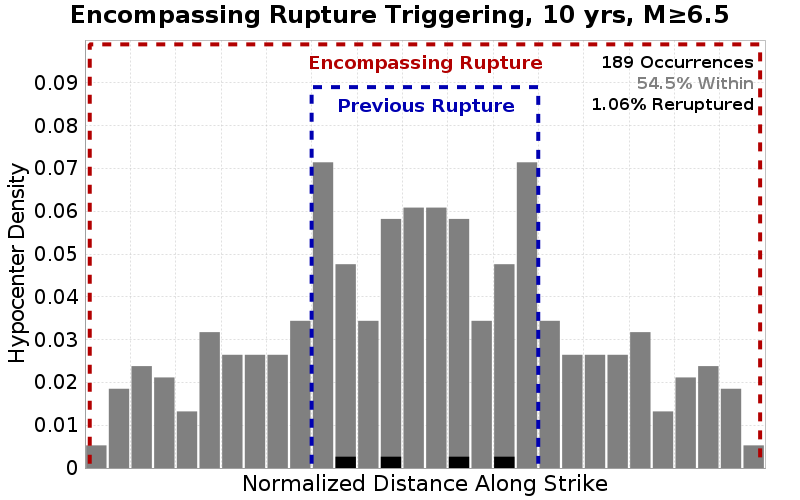 Encompassing Rupture Triggering, 10 yrs, M≥6.5
Encompassing Rupture
189 Occurrences
54.5% Within
1.06% Reruptured
Previous Rupture
Hypocenter Density
0.09
0.08
0.07
0.06
0.05
0.04
0.03
0.02
0.01
0
Normalized Distance Along Strike